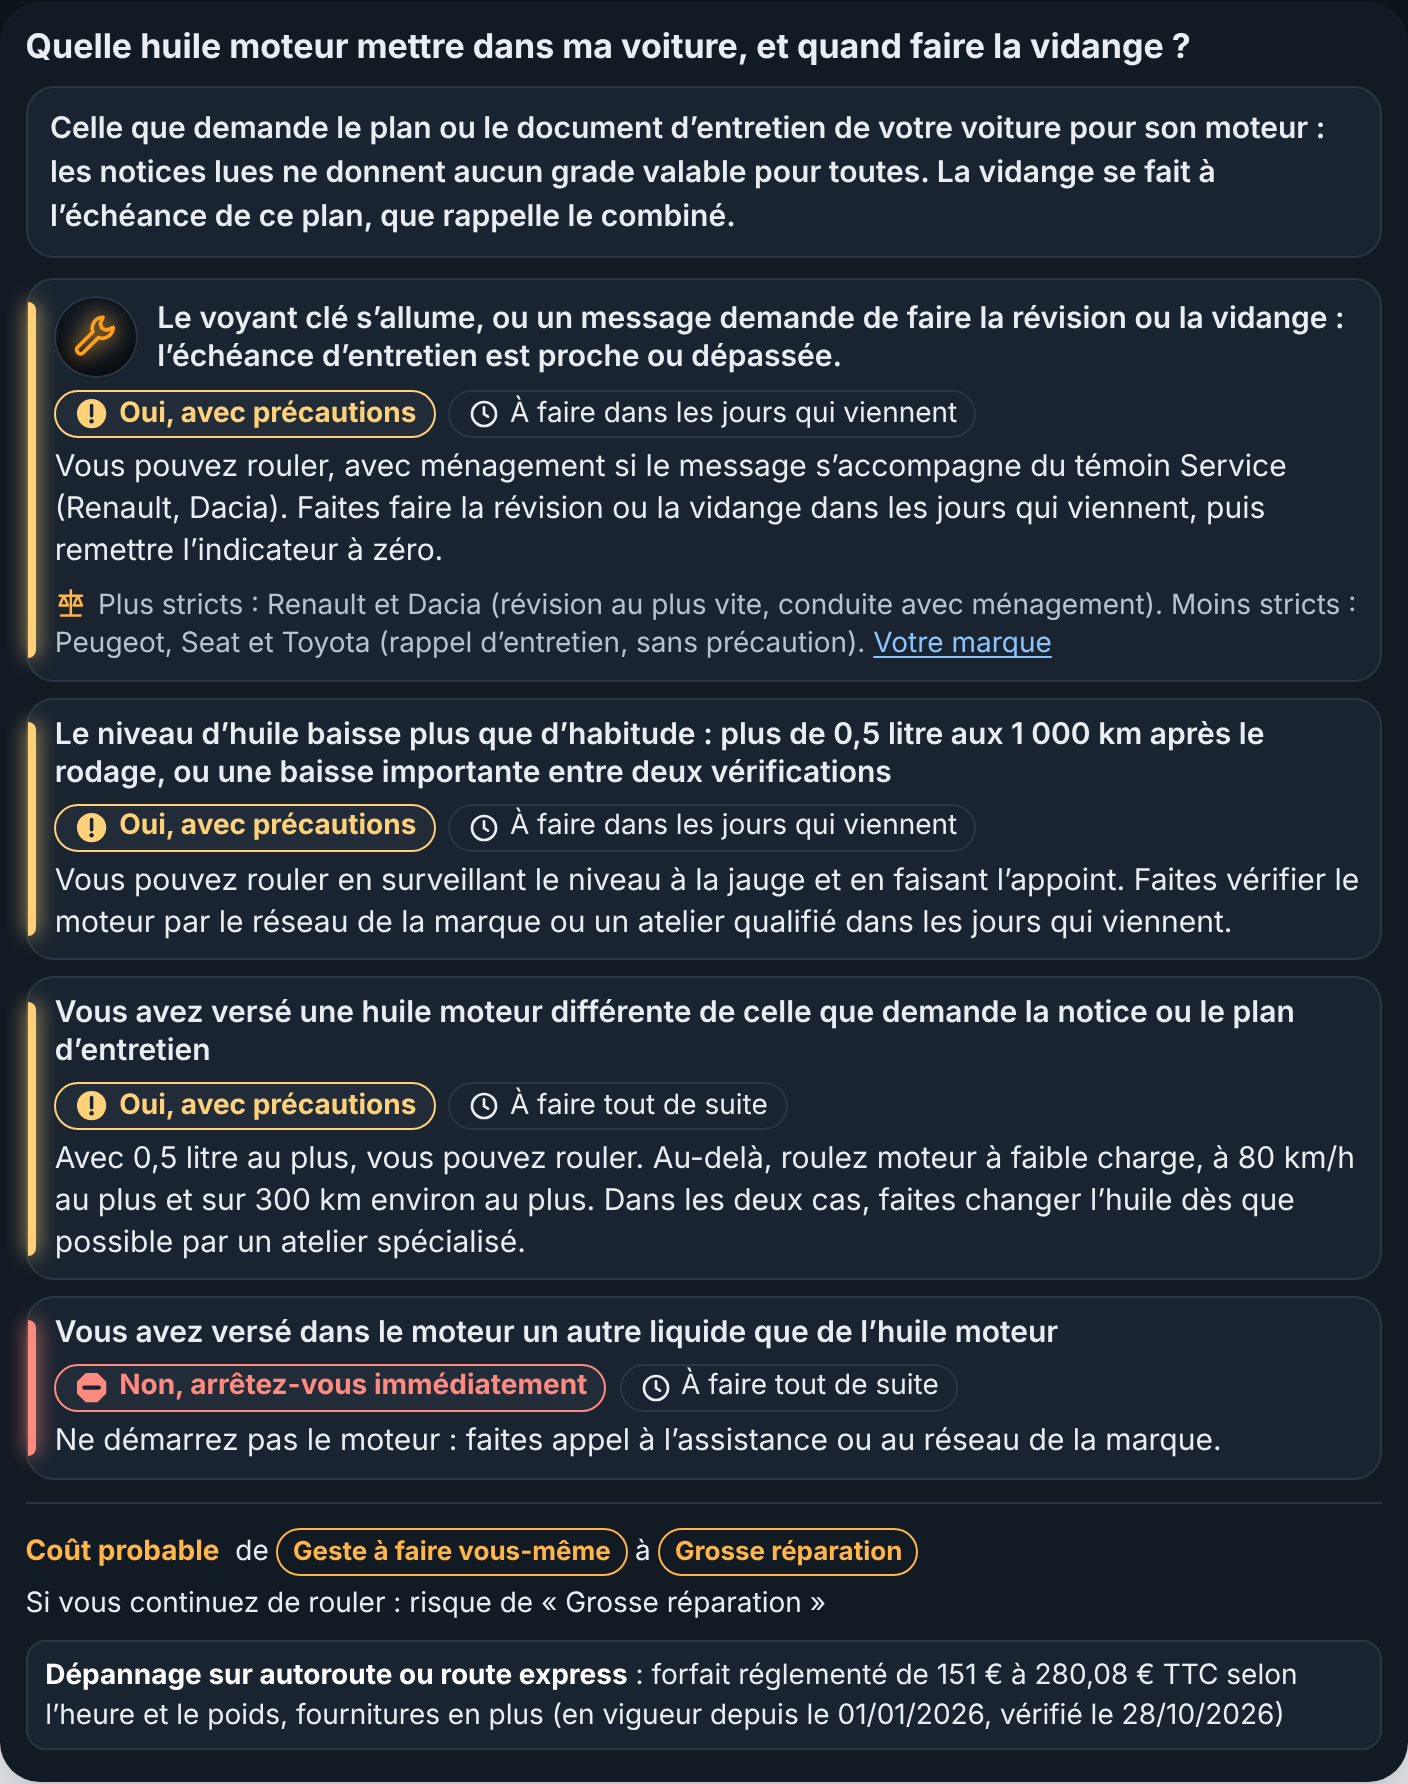 Quelle huile moteur mettre dans ma voiture, et quand faire la vidange ?
Celle que demande le plan ou le document d’entretien de votre voiture pour son moteur :
les notices lues ne donnent aucun grade valable pour toutes. La vidange se fait à
l’échéance de ce plan, que rappelle le combiné.
Le voyant clé s’allume, ou un message demande de faire la révision ou la vidange :
l’échéance d’entretien est proche ou dépassée.
Oui, avec précautions À faire dans les jours qui viennent
Vous pouvez rouler, avec ménagement si le message s’accompagne du témoin Service
(Renault, Dacia). Faites faire la révision ou la vidange dans les jours qui viennent, puis
remettre l’indicateur à zéro.
Plus stricts : Renault et Dacia (révision au plus vite, conduite avec ménagement). Moins stricts :
Peugeot, Seat et Toyota (rappel d’entretien, sans précaution). Votre marque
Le niveau d’huile baisse plus que d’habitude : plus de 0,5 litre aux 1 000 km après le
rodage, ou une baisse importante entre deux vérifications
Oui, avec précautions À faire dans les jours qui viennent
Vous pouvez rouler en surveillant le niveau à la jauge et en faisant l’appoint. Faites vérifier le
moteur par le réseau de la marque ou un atelier qualifié dans les jours qui viennent.
Vous avez versé une huile moteur différente de celle que demande la notice ou le plan
d’entretien
Oui, avec précautions À faire tout de suite
Avec 0,5 litre au plus, vous pouvez rouler. Au-delà, roulez moteur à faible charge, à 80 km/h
au plus et sur 300 km environ au plus. Dans les deux cas, faites changer l’huile dès que
possible par un atelier spécialisé.
Vous avez versé dans le moteur un autre liquide que de l’huile moteur
Non, arrêtez-vous immédiatement À faire tout de suite
Ne démarrez pas le moteur : faites appel à l’assistance ou au réseau de la marque.
Coût probable de Geste à faire vous-même à Grosse réparation
Si vous continuez de rouler : risque de « Grosse réparation »
Dépannage sur autoroute ou route express : forfait réglementé de 151 € à 280,08 € TTC selon
l’heure et le poids, fournitures en plus (en vigueur depuis le 01/01/2026, vérifié le 28/10/2026)